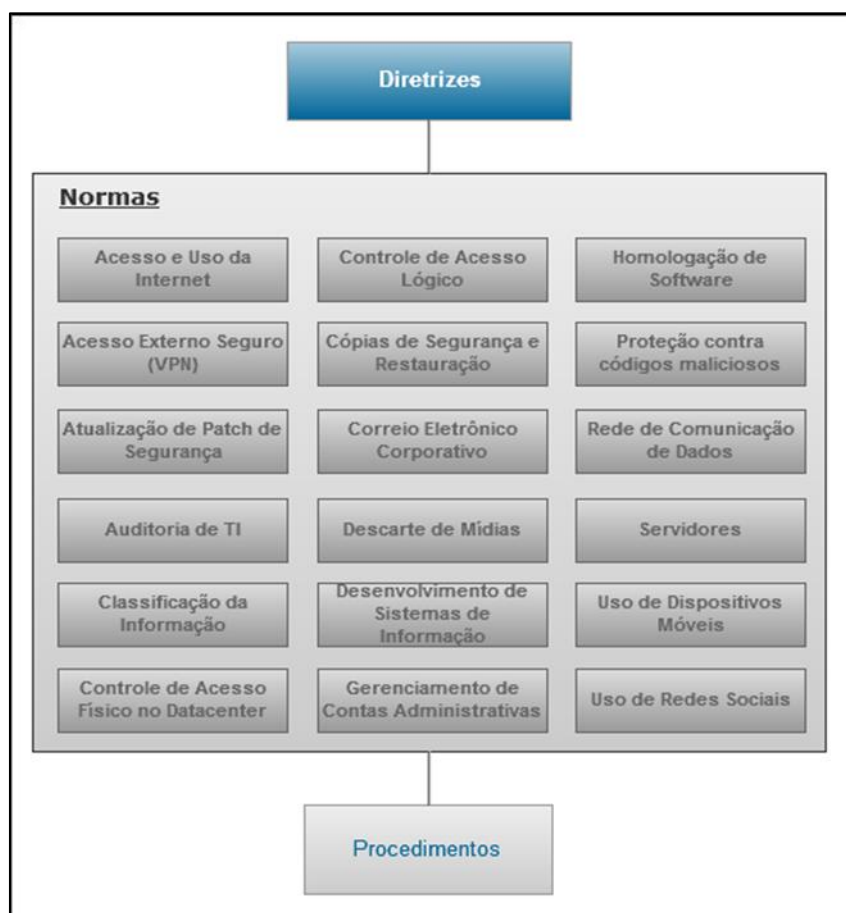 Diretrizes
Normas
Acesso e Uso da
Internet
Controle de Acesso
Lógico
Homologação de
Software
Acesso Externo Seguro
(VPN)
Cópias de Segurança e
Restauração
Proteção contra
códigos maliciosos
Atualização de Patch de
Segurança
Correio Eletrônico
Corporativo
Rede de Comunicação
de Dados
Auditoria de TI
Descarte de Mídias
Servidores
Classificação da
Informação
Desenvolvimento de
Sistemas de
Informação
Uso de Dispositivos
Móveis
Controle de Acesso
Físico no Datacenter
Gerenciamento de
Contas Administrativas
Uso de Redes Sociais
Procedimentos